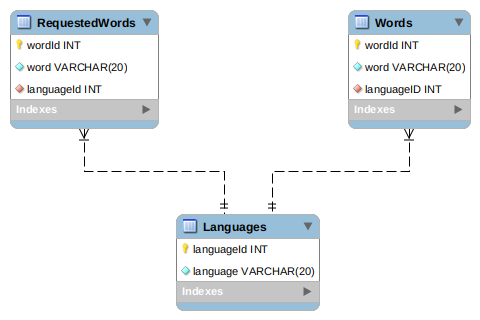 RequestedWords
wordId INT
word VARCHAR(20)
languageId INT
Indexes
Words
wordId INT
word VARCHAR(20)
languageID INT
Indexes
Languages
languageId INT
language VARCHAR(20)
Indexes